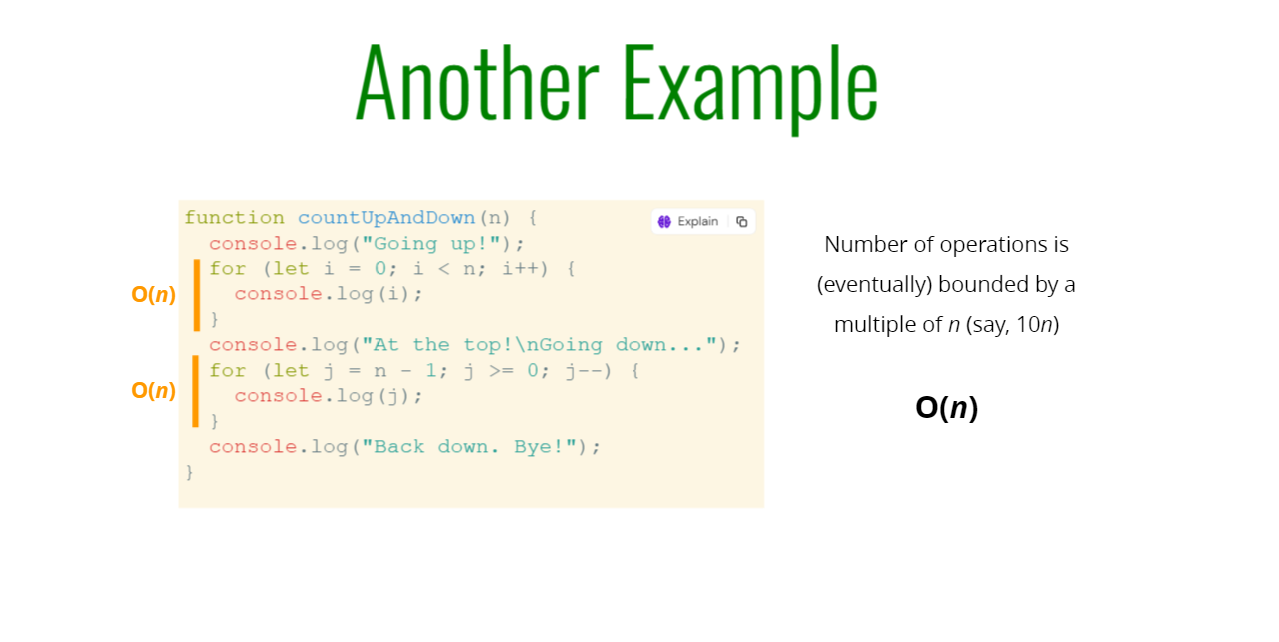 Another Example
function countUpAndDown(n) {
Explain
console.log("Going up!");
O(n)
for (let i = 0; i < n; i++) {
console.log(i);
}
console.log("At the top!\nGoing down...");
O(n)
for (let j = n - 1; j >= 0; j--) {
console.log(j);
}
console.log("Back down. Bye!");
}
Number of operations is
(eventually) bounded by a
multiple of n (say, 10n)
O(n)